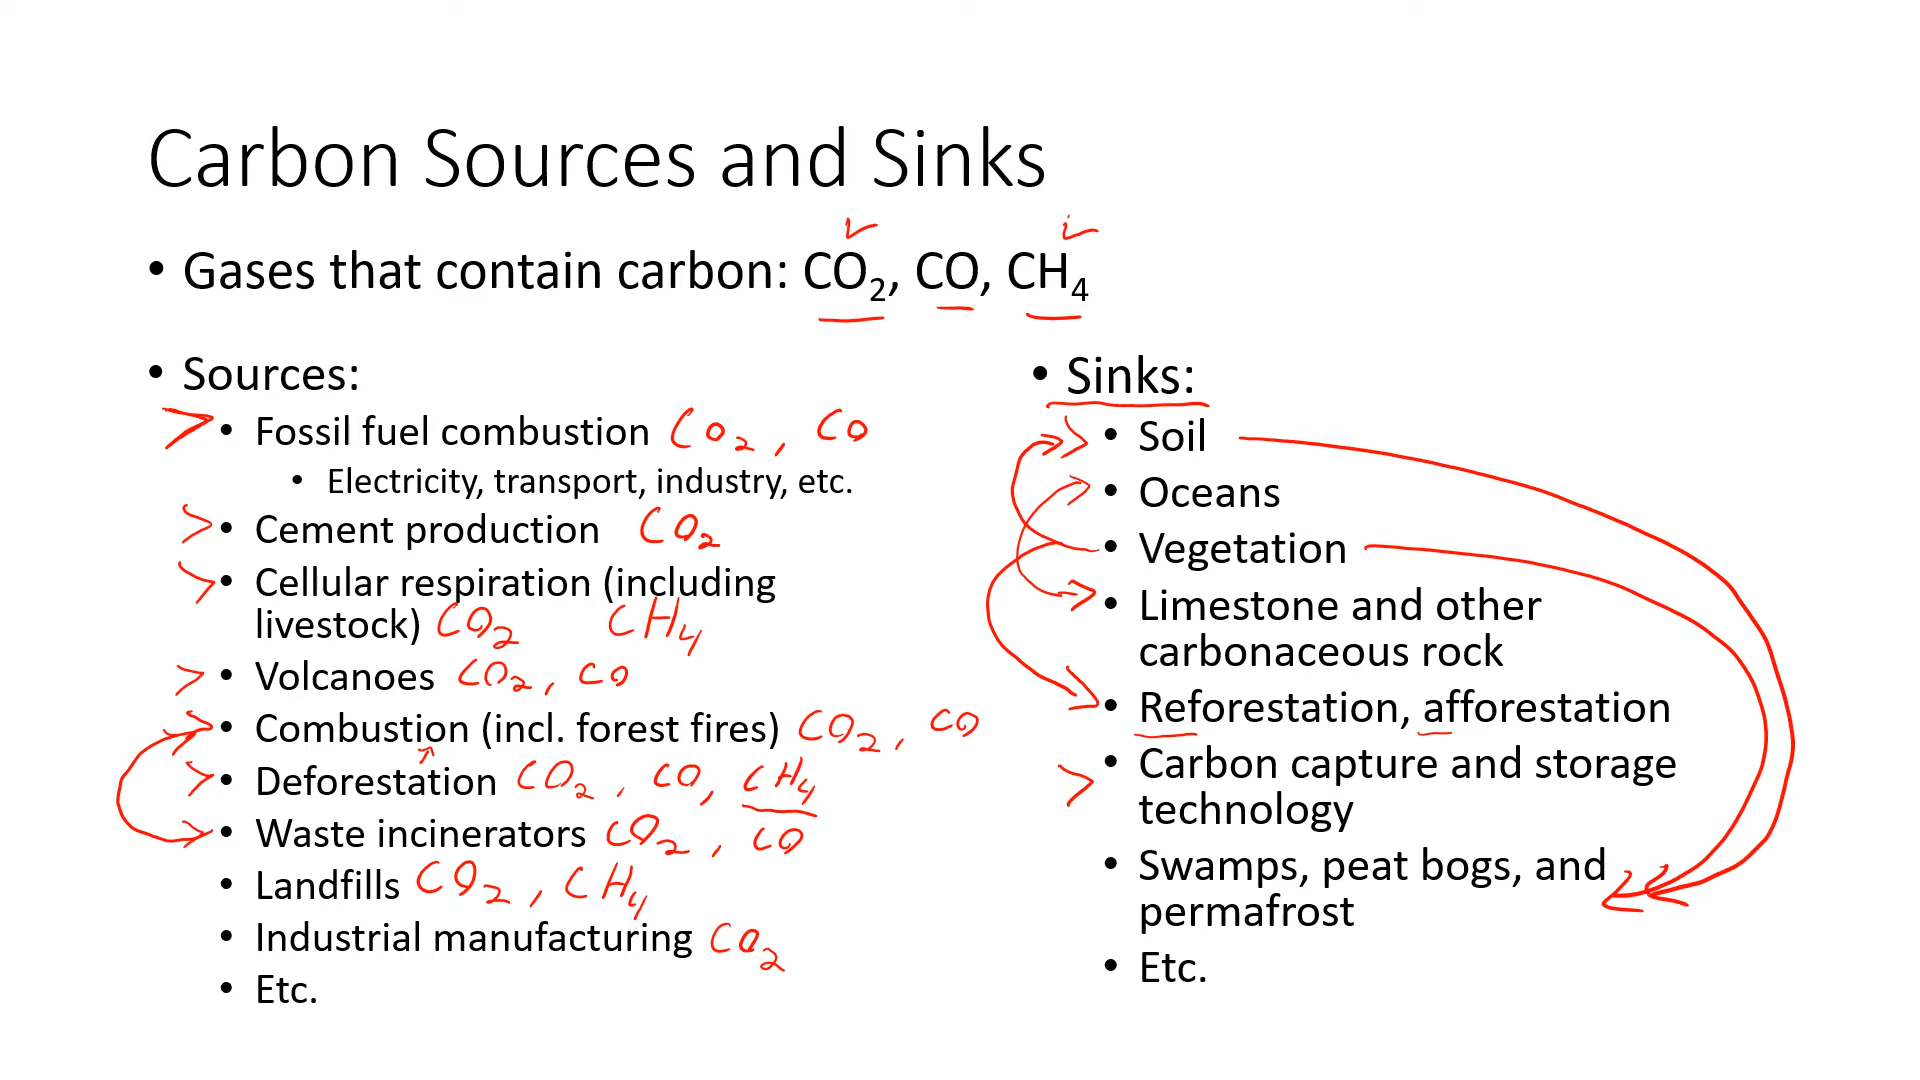 Carbon Sources and Sinks
• Gases that contain carbon: CO₂, CO, CH₄
• Sources:
• Fossil fuel combustion CO₂, CO
• Electricity, transport, industry, etc.
• Cement production CO₂
• Cellular respiration (including
livestock) CO₂ CH₄
• Volcanoes CO₂, CO
• Combustion (incl. forest fires) CO₂, CO
• Deforestation CO₂, CO, CH₄
• Waste incinerators CO₂, CO
• Landfills CO₂, CH₄
• Industrial manufacturing CO₂
• Etc.
• Sinks:
• Soil
• Oceans
• Vegetation
• Limestone and other
carbonaceous rock
• Reforestation, afforestation
• Carbon capture and storage
technology
• Swamps, peat bogs, and
permafrost
• Etc.